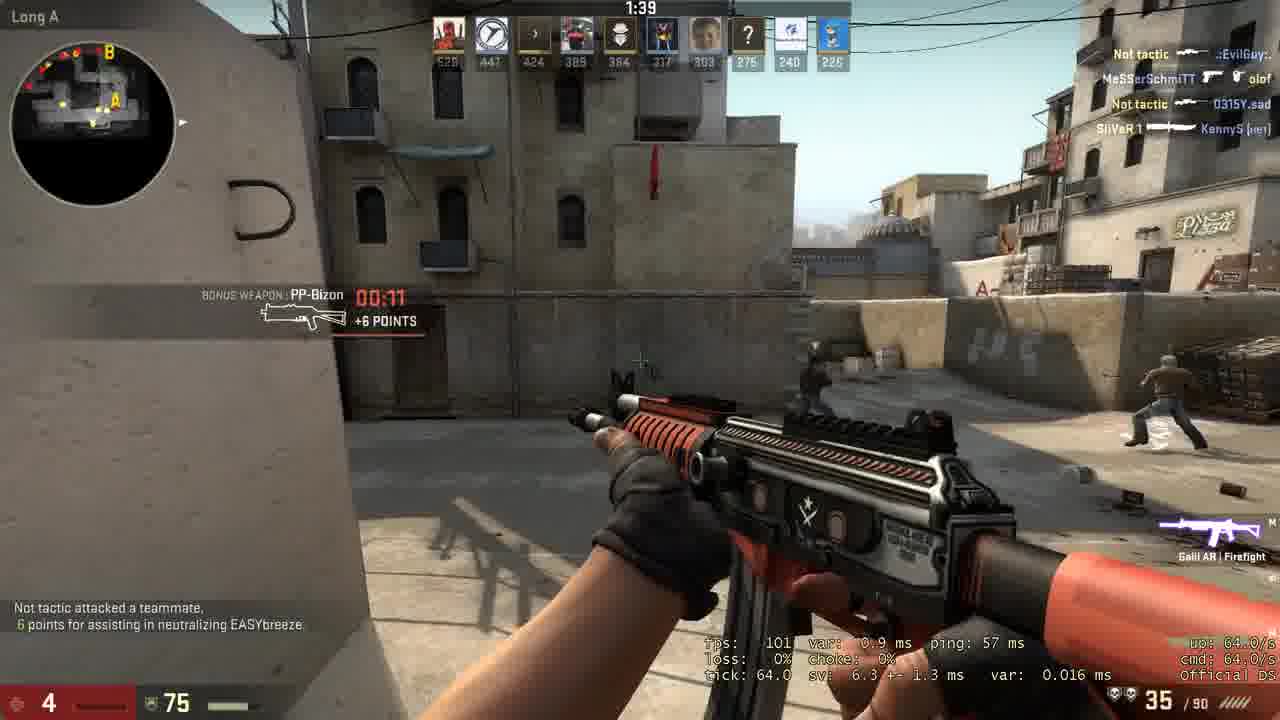 Long A
1:39
B
A
529 447 424 389 384 317 303 275 240 226
?
Not tactic .:EvilGuy:.
MeSSerSchmiTT olof
Not tactic 0315Y.sad
SliVeR 1 KennyS
BONUS WEAPON: PP-Bizon 00:11
+6 POINTS
Pizza
A
Galil AR | Firefight
Not tactic attacked a teammate,
6 points for assisting in neutralizing EASYbreeze
fps: 101 var: 0.9 ms ping: 57 ms up: 64.0/s
loss: 0% choke: 0% cmd: 64.0/s
tick: 64.0 sv: 6.3 +- 1.3 ms var: 0.016 ms Official DS
4 75 35 / 90